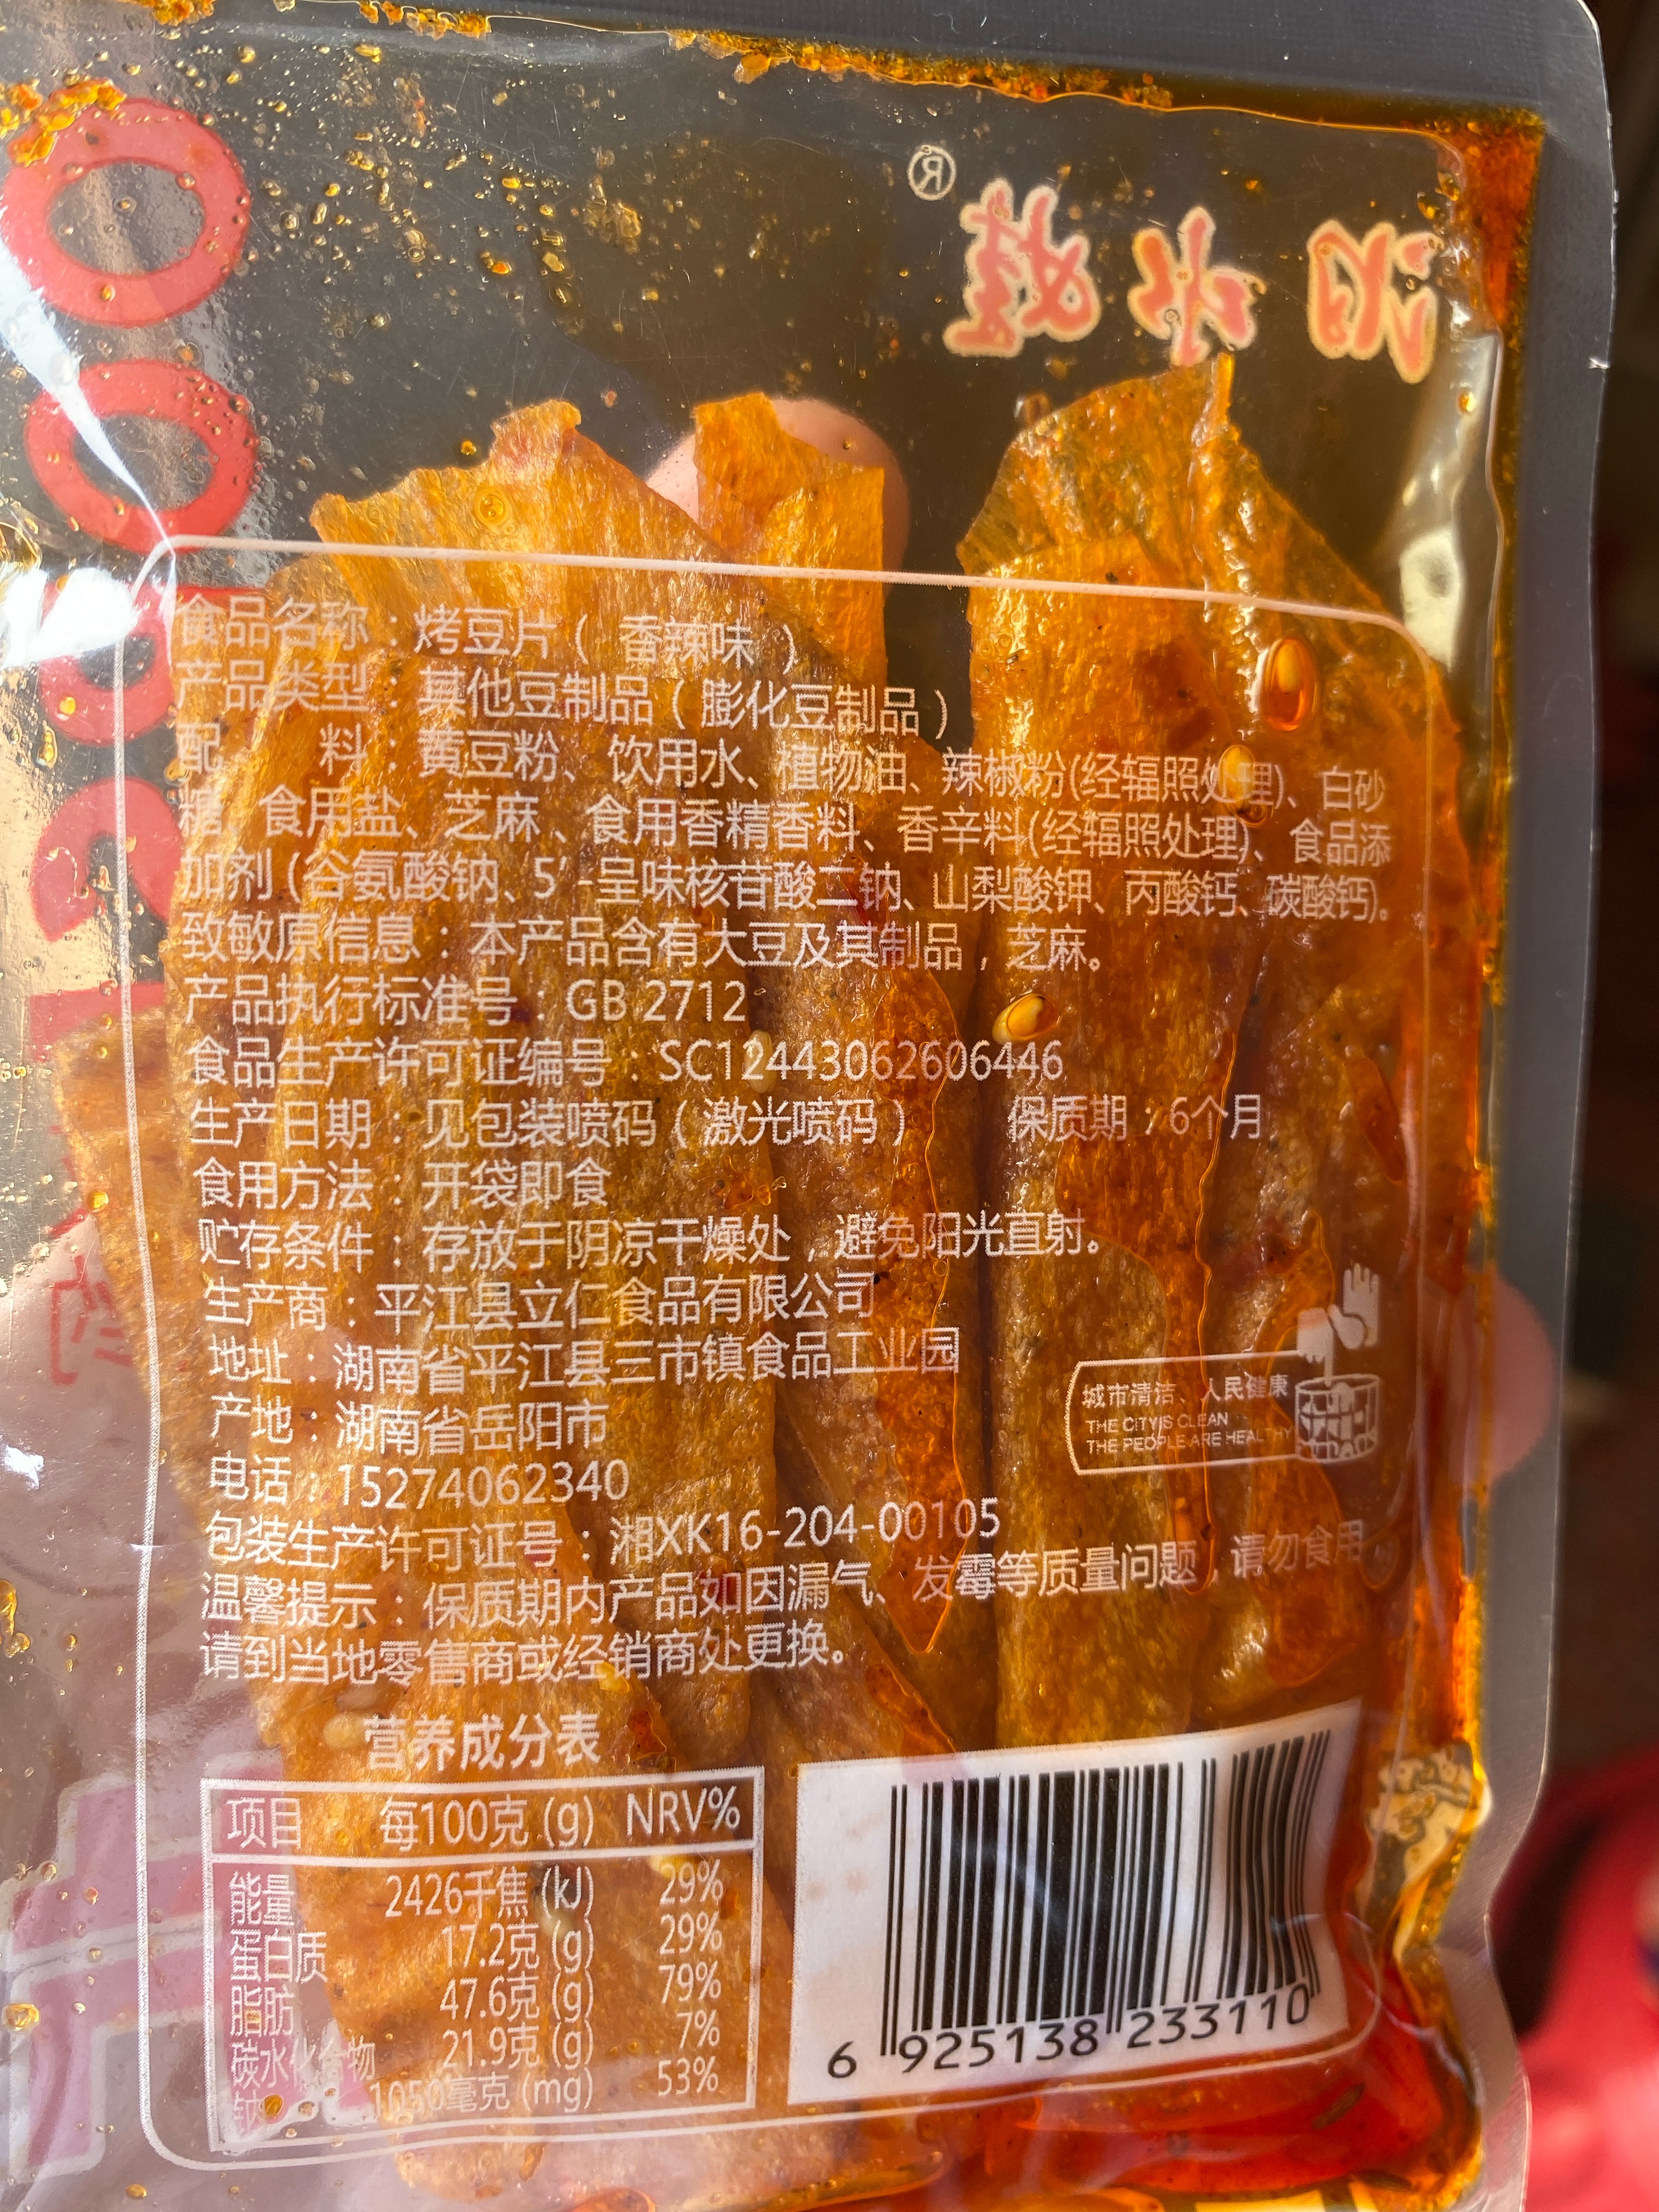 ®
食品名称：烤豆片（香辣味）
产品类型：其他豆制品（膨化豆制品）
配 料：黄豆粉、饮用水、植物油、辣椒粉(经辐照处理)、白砂
糖、食用盐、芝麻、食用香精香料、香辛料(经辐照处理)、食品添
加剂（谷氨酸钠、5'-呈味核苷酸二钠、山梨酸钾、丙酸钙、碳酸钙)。
致敏原信息：本产品含有大豆及其制品，芝麻。
产品执行标准号：GB 2712
食品生产许可证编号：SC12443062606446
生产日期：见包装喷码（激光喷码） 保质期：6个月
食用方法：开袋即食
贮存条件：存放于阴凉干燥处，避免阳光直射。
生产商：平江县立仁食品有限公司
地址：湖南省平江县三市镇食品工业园
产地：湖南省岳阳市
电话：15274062340
包装生产许可证号：湘XK16-204-00105
温馨提示：保质期内产品如因漏气、发霉等质量问题，请勿食用
请到当地零售商或经销商处更换。
城市清洁、人民健康
THE CITYIS CLEAN
THE PEOPLE ARE HEALTHY
营养成分表
项目 每100克 (g) NRV%
能量 2426千焦 (kJ) 29%
蛋白质 17.2克 (g) 29%
脂肪 47.6克 (g) 79%
碳水化合物 21.9克 (g) 7%
钠 1050毫克 (mg) 53%
6 925138 233110